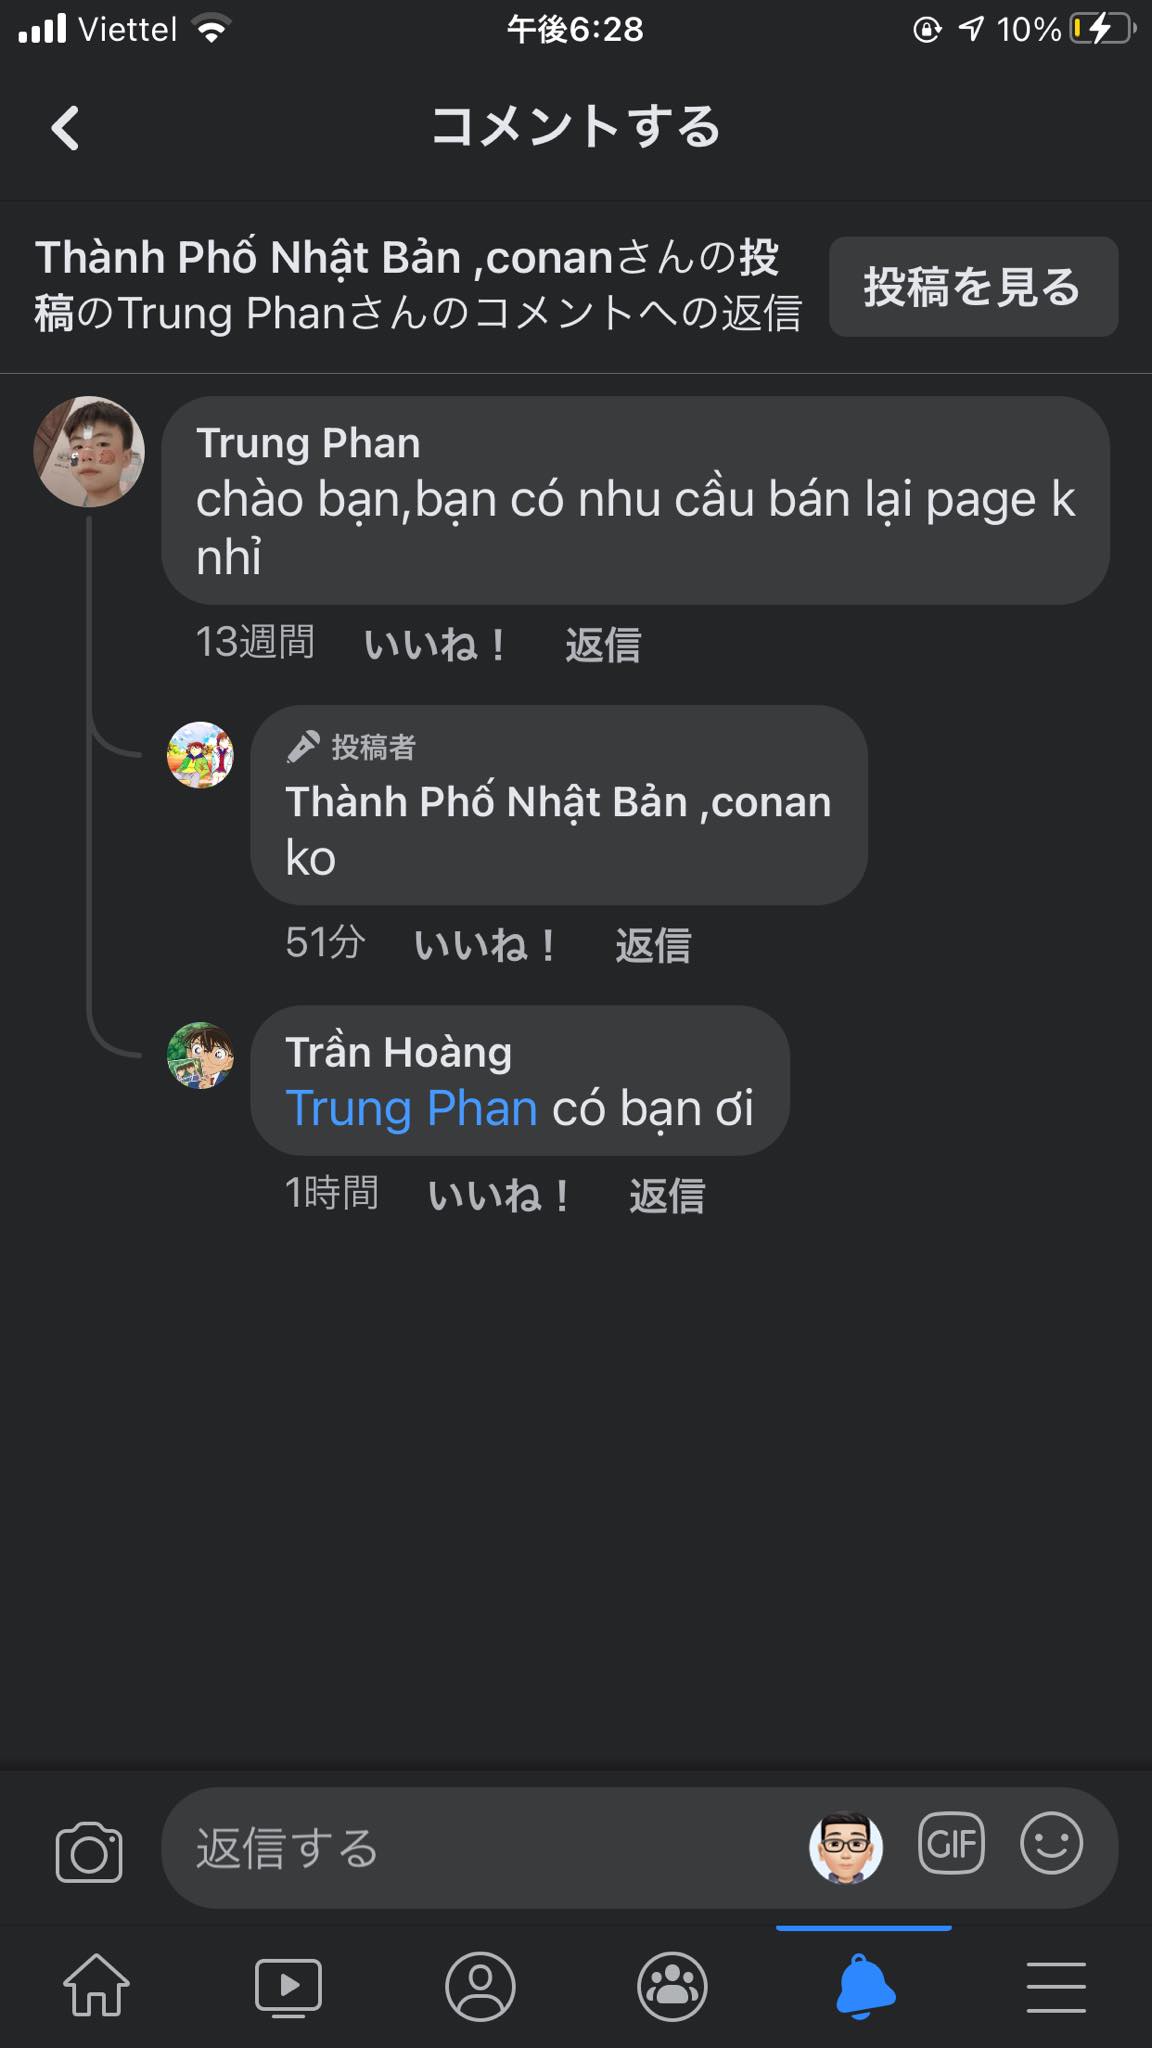 Viettel 午後6:28 10%
コメントする
Thành Phố Nhật Bản ,conanさんの投
稿のTrung Phanさんのコメントへの返信
投稿を見る
Trung Phan
chào bạn,bạn có nhu cầu bán lại page k
nhỉ
13週間 いいね！ 返信
投稿者
Thành Phố Nhật Bản ,conan
ko
51分 いいね！ 返信
Trần Hoàng
Trung Phan có bạn ơi
1時間 いいね！ 返信
返信する GIF